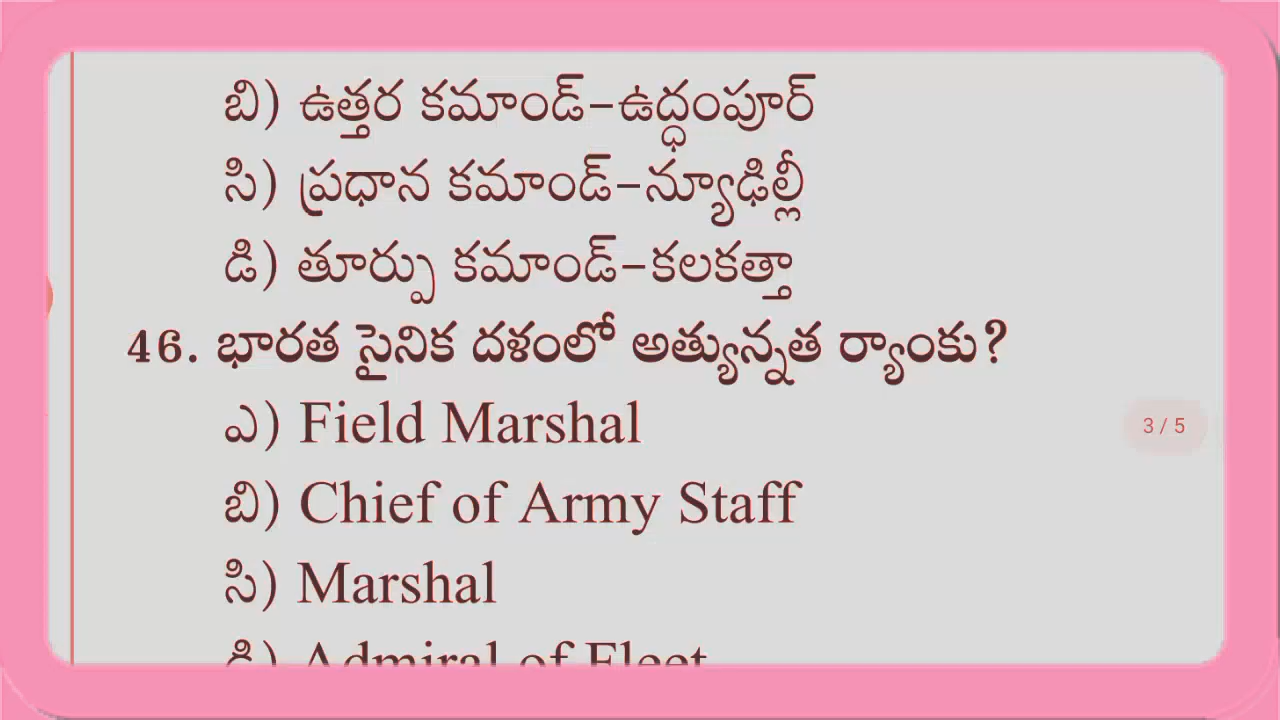 బి) ఉత్తర కమాండ్-ఉద్ధంపూర్
సి) ప్రధాన కమాండ్-న్యూఢిల్లీ
డి) తూర్పు కమాండ్-కలకత్తా
46. భారత సైనిక దళంలో అత్యున్నత ర్యాంకు?
ఎ) Field Marshal
3 / 5
బి) Chief of Army Staff
సి) Marshal
డి) Admiral of Fleet